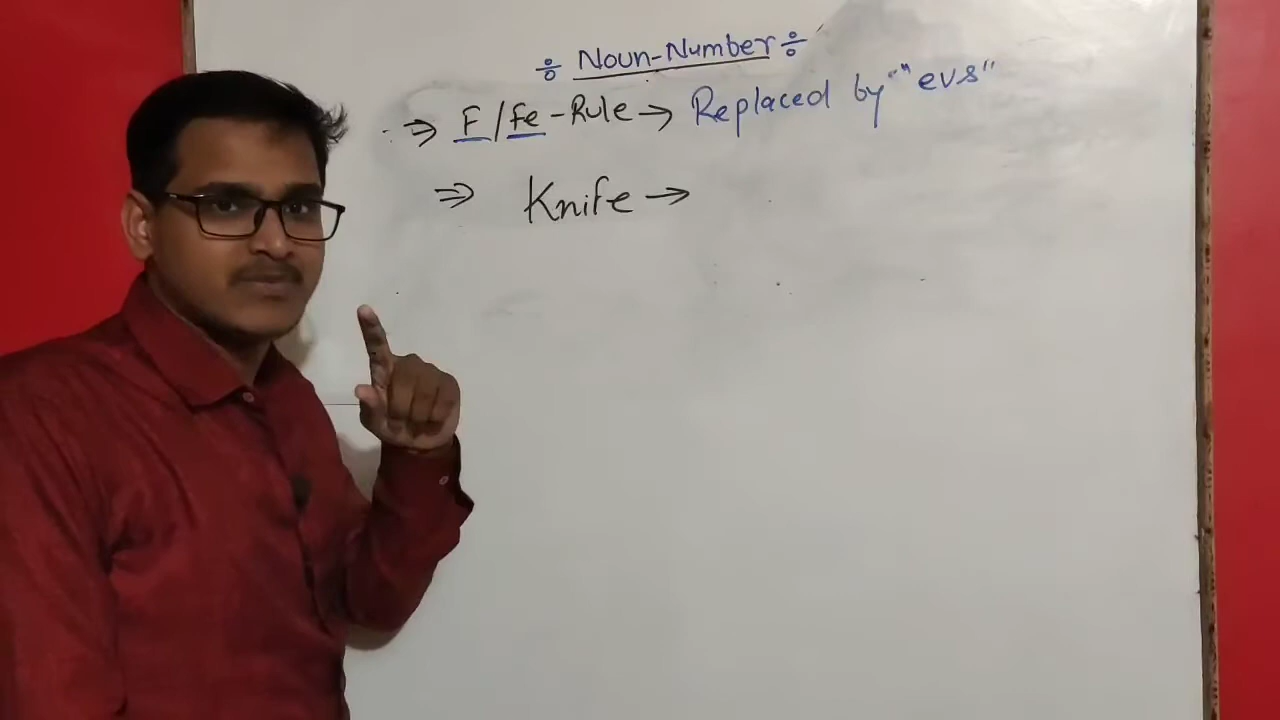 ÷ Noun-Number ÷
⇒ F/fe-Rule → Replaced by "" evs"
⇒ Knife →